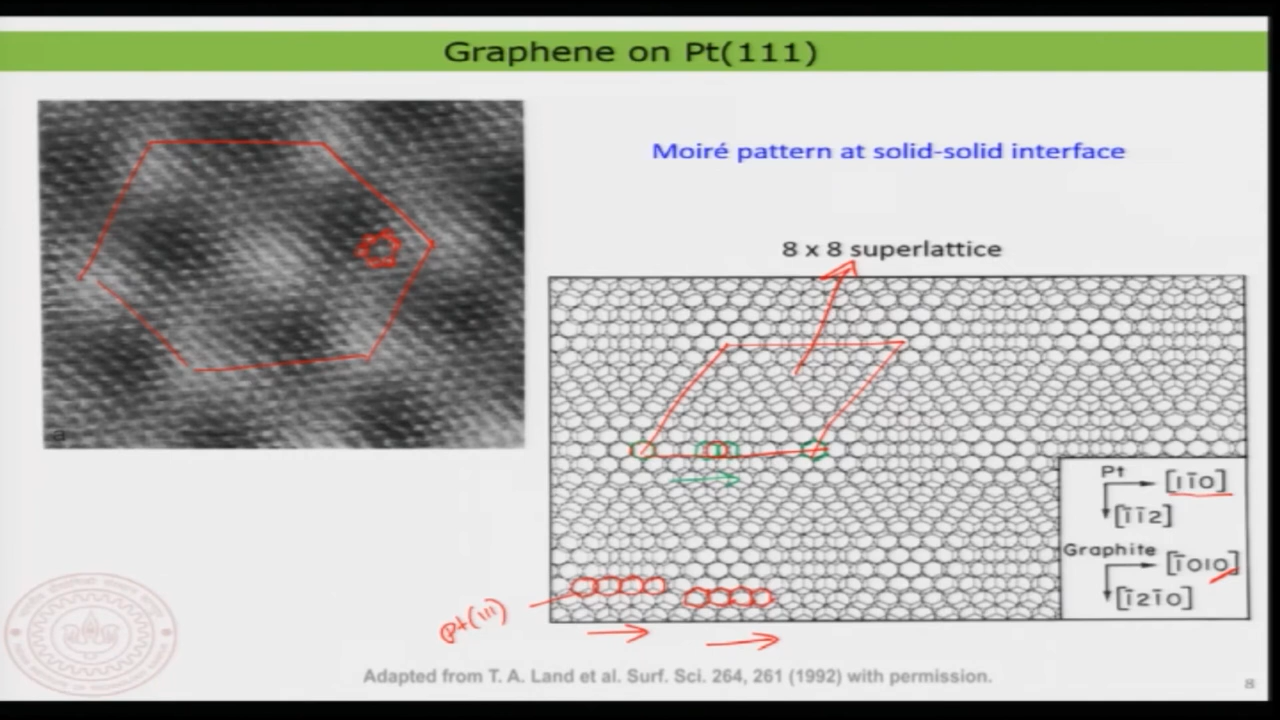 Graphene on Pt(111)
Moiré pattern at solid-solid interface
8 x 8 superlattice
a
Pt
[11̄0]
[1̄1̄2]
Graphite
[1̄010]
[1̄21̄0]
Pt(111)
Adapted from T. A. Land et al. Surf. Sci. 264, 261 (1992) with permission.
8